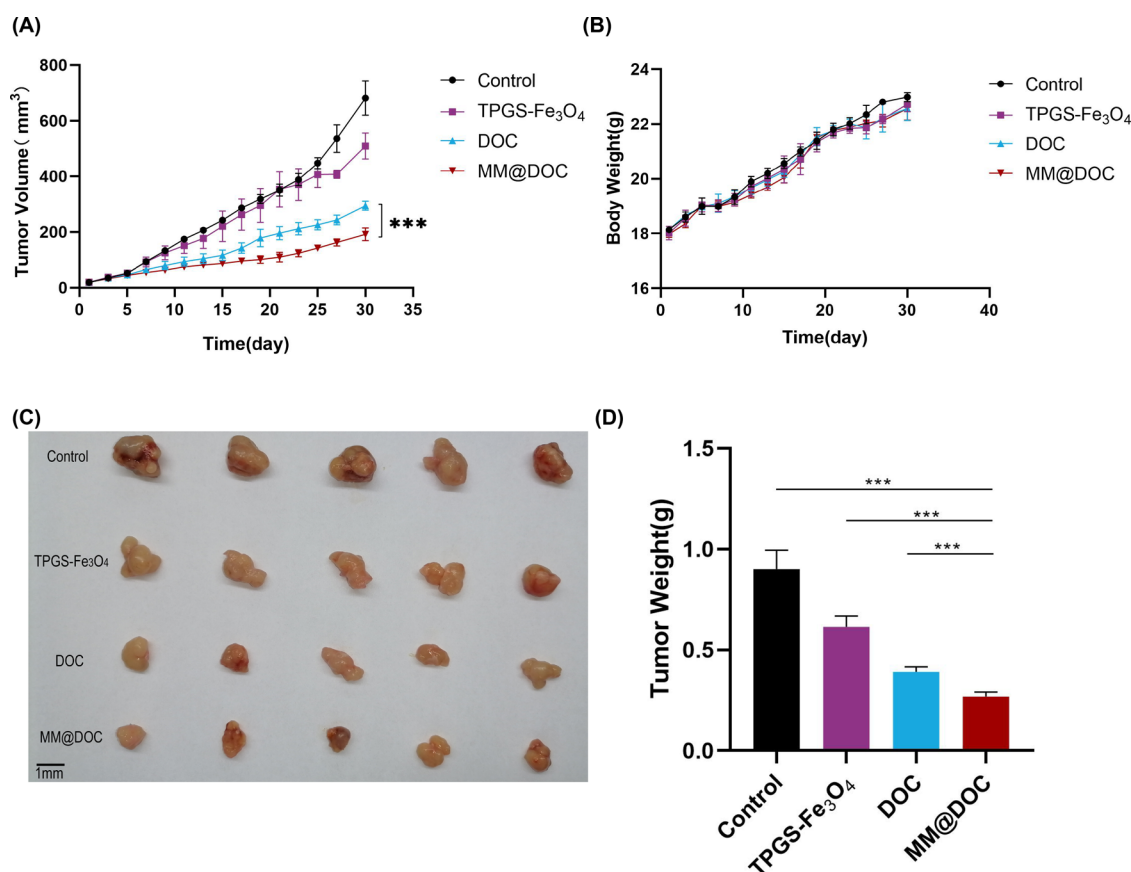 (A)
Tumor Volume( mm³)
800
600
400
200
0
0 5 10 15 20 25 30 35
Time(day)
Control
TPGS-Fe₃O₄
DOC
MM@DOC
***
(B)
Body Weight(g)
24
22
20
18
16
0 10 20 30 40
Time(day)
Control
TPGS-Fe₃O₄
DOC
MM@DOC
(C)
Control
TPGS-Fe₃O₄
DOC
MM@DOC
1mm
(D)
Tumor Weight(g)
1.5
1.0
0.5
0.0
***
***
***
Control
TPGS-Fe₃O₄
DOC
MM@DOC